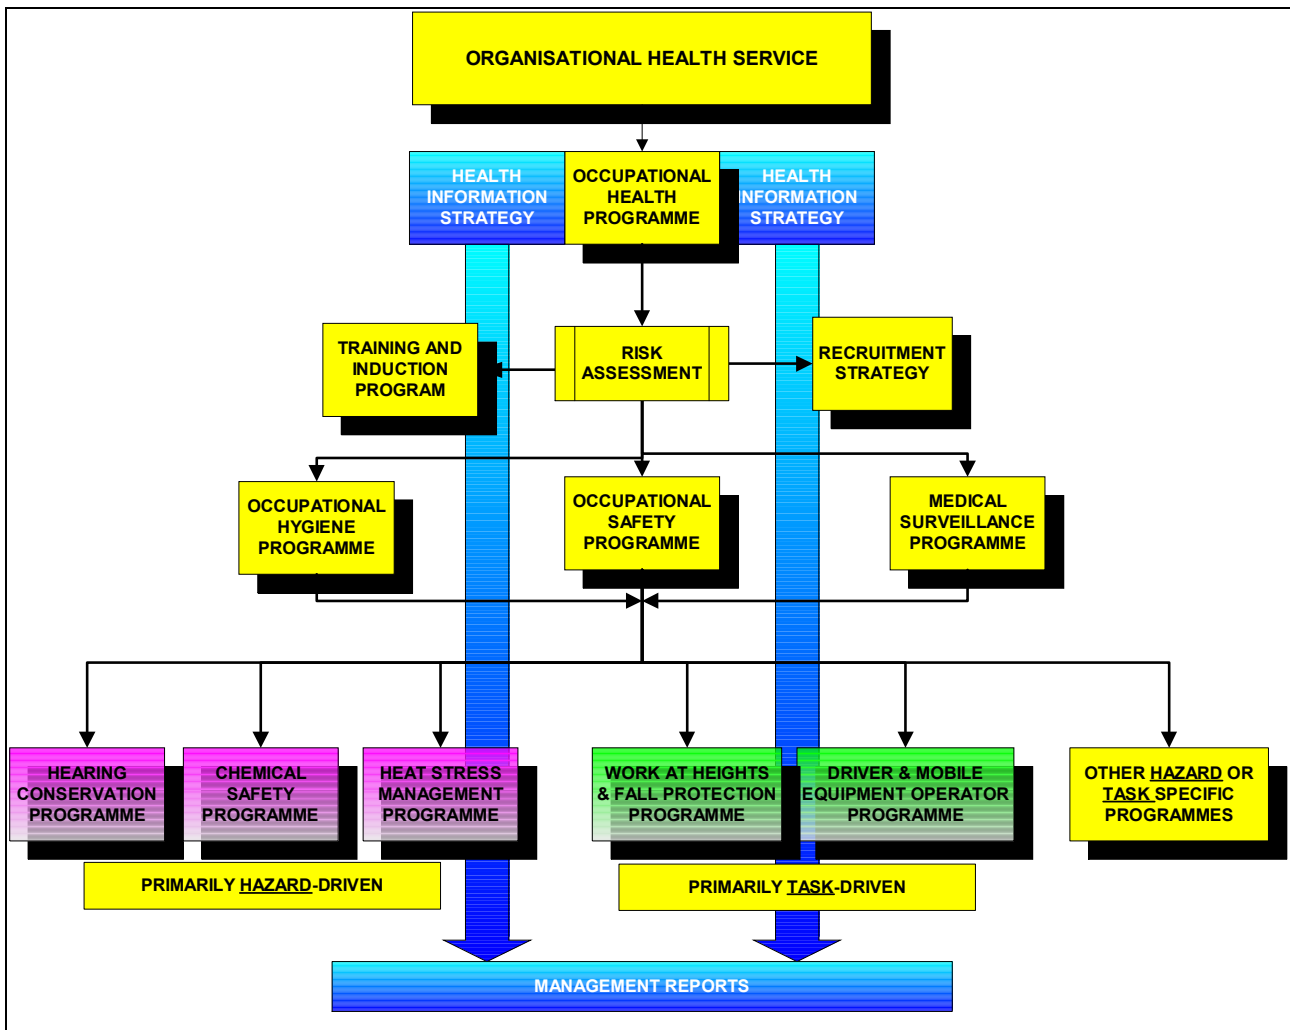 ORGANISATIONAL HEALTH SERVICE
HEALTH
INFORMATION
STRATEGY
OCCUPATIONAL
HEALTH
PROGRAMME
HEALTH
INFORMATION
STRATEGY
TRAINING AND
INDUCTION
PROGRAM
RISK
ASSESSMENT
RECRUITMENT
STRATEGY
OCCUPATIONAL
HYGIENE
PROGRAMME
OCCUPATIONAL
SAFETY
PROGRAMME
MEDICAL
SURVEILLANCE
PROGRAMME
HEARING
CONSERVATION
PROGRAMME
CHEMICAL
SAFETY
PROGRAMME
HEAT STRESS
MANAGEMENT
PROGRAMME
WORK AT HEIGHTS
& FALL PROTECTION
PROGRAMME
DRIVER & MOBILE
EQUIPMENT OPERATOR
PROGRAMME
OTHER HAZARD OR
TASK SPECIFIC
PROGRAMMES
PRIMARILY HAZARD-DRIVEN
PRIMARILY TASK-DRIVEN
MANAGEMENT REPORTS